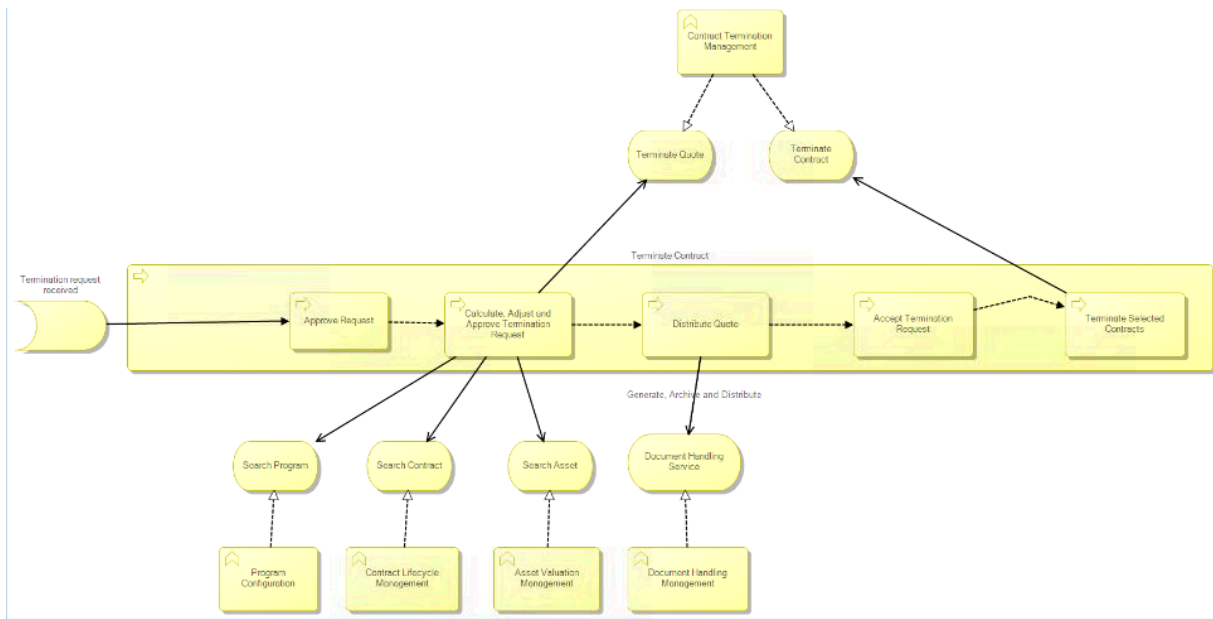 Contract Termination
Management
Terminate Quote
Terminate
Contract
Terminate Contract
Termination request
received
Approve Request
Calculate, Adjust and
Approve Termination
Request
Distribute Quote
Accept Termination
Request
Terminate Selected
Contracts
Generate, Archive and Distribute
Search Program
Search Contract
Search Asset
Document Handling
Service
Program
Configuration
Contract Lifecycle
Management
Asset Valuation
Management
Document Handling
Management